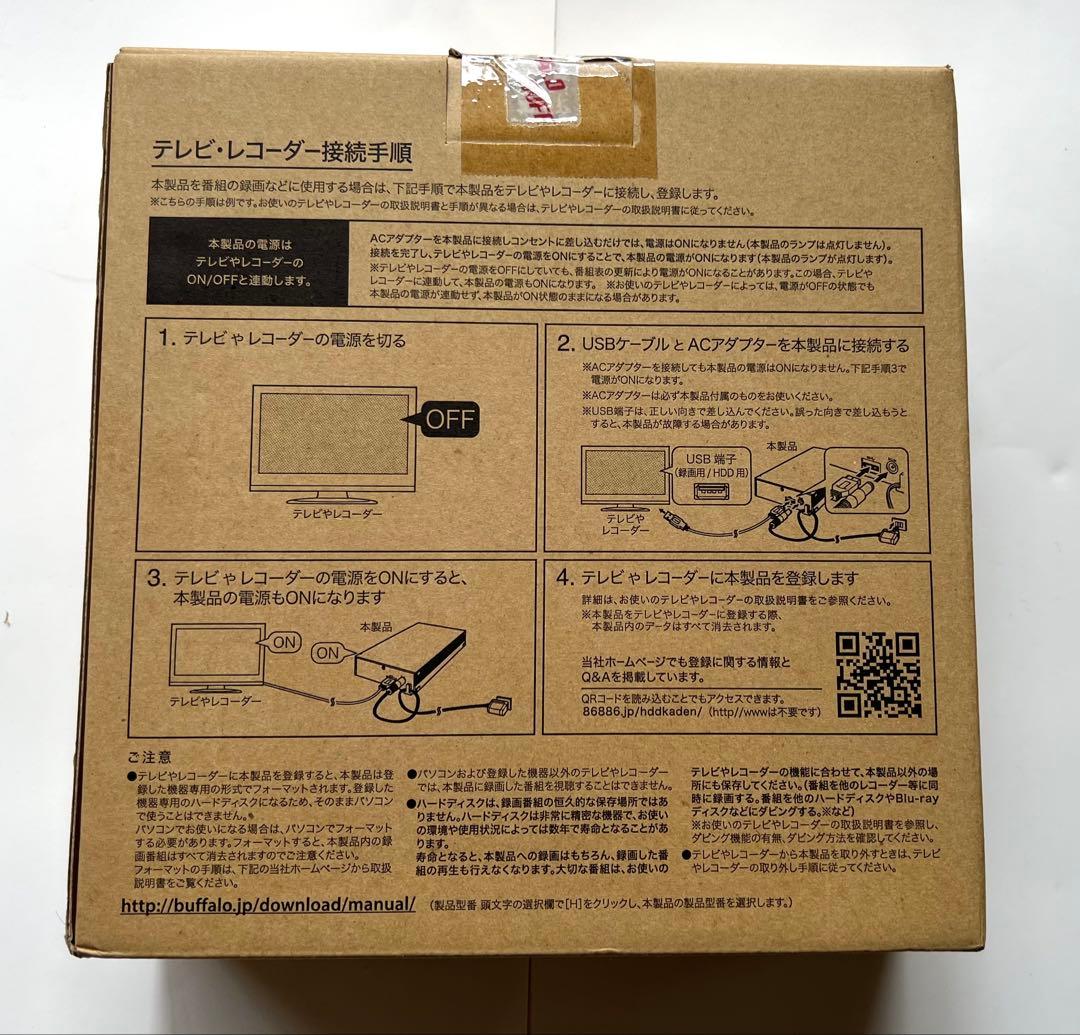 テレビ・レコーダー接続手順
本製品を番組の録画などに使用する場合は、下記手順で本製品をテレビやレコーダーに接続し、登録します。
※こちらの手順は例です。お使いのテレビやレコーダーの取扱説明書と手順が異なる場合は、テレビやレコーダーの取扱説明書に従ってください。
本製品の電源は
テレビやレコーダーの
ON/OFFと連動します。
ACアダプターを本製品に接続しコンセントに差し込むだけでは、電源はONになりません(本製品のランプは点灯しません)。
接続を完了し、テレビやレコーダーの電源をONにすることで、本製品の電源がONになります(本製品のランプが点灯します)。
※テレビやレコーダーの電源をOFFにしていても、番組表の更新により電源がONになることがあります。この場合、テレビや
レコーダーに連動して、本製品の電源もONになります。 ※お使いのテレビやレコーダーによっては、電源がOFFの状態でも
本製品の電源が連動せず、本製品がON状態のままになる場合があります。
1. テレビやレコーダーの電源を切る
OFF
テレビやレコーダー
2. USBケーブルとACアダプターを本製品に接続する
※ACアダプターを接続しても本製品の電源はONになりません。下記手順3で
電源がONになります。
※ACアダプターは必ず本製品付属のものをお使いください。
※USB端子は、正しい向きで差し込んでください。誤った向きで差し込もうと
すると、本製品が故障する場合があります。
本製品
USB 端子
(録画用/HDD用)
テレビや
レコーダー
3. テレビやレコーダーの電源をONにすると、
本製品の電源もONになります
本製品
ON
ON
テレビやレコーダー
4. テレビやレコーダーに本製品を登録します
詳細は、お使いのテレビやレコーダーの取扱説明書をご参照ください。
※本製品をテレビやレコーダーに登録する際、
本製品内のデータはすべて消去されます。
当社ホームページでも登録に関する情報と
Q&Aを掲載しています。
QRコードを読み込むことでもアクセスできます。
86886.jp/hddkaden/ (http//wwwは不要です)
ご注意
●テレビやレコーダーに本製品を登録すると、本製品は登
録した機器専用の形式でフォーマットされます。登録した
機器専用のハードディスクになるため、そのままパソコン
で使うことはできません。
パソコンでお使いになる場合は、パソコンでフォーマット
する必要があります。フォーマットすると、本製品内の録
画番組はすべて消去されますのでご注意ください。
フォーマットの手順は、下記の当社ホームページから取扱
説明書をご覧ください。
●パソコンおよび登録した機器以外のテレビやレコーダー
では、本製品に録画した番組を視聴することはできません。
●ハードディスクは、録画番組の恒久的な保存場所ではあ
りません。ハードディスクは非常に精密な機器で、お使い
の環境や使用状況によっては数年で寿命となることがあ
ります。
寿命となると、本製品への録画はもちろん、録画した番
組の再生も行えなくなります。大切な番組は、お使いの
テレビやレコーダーの機能に合わせて、本製品以外の場
所にも保存してください。(番組を他のレコーダー等に同
時に録画する。番組を他のハードディスクやBlu-ray
ディスクなどにダビングする。※など)
※お使いのテレビやレコーダーの取扱説明書を参照し、
ダビング機能の有無、ダビング方法を確認してください。
●テレビやレコーダーから本製品を取り外すときは、テレビ
やレコーダーの取り外し手順に従ってください。
http://buffalo.jp/download/manual/ (製品型番 頭文字の選択欄で[H]をクリックし、本製品の製品型番を選択します。)